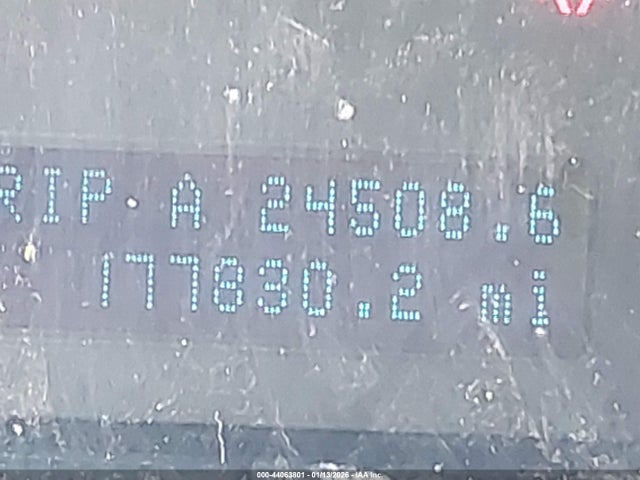 RIP A 24508.6
177830.2 mi
000-44063801 - 01/13/2026 - IAA Inc.